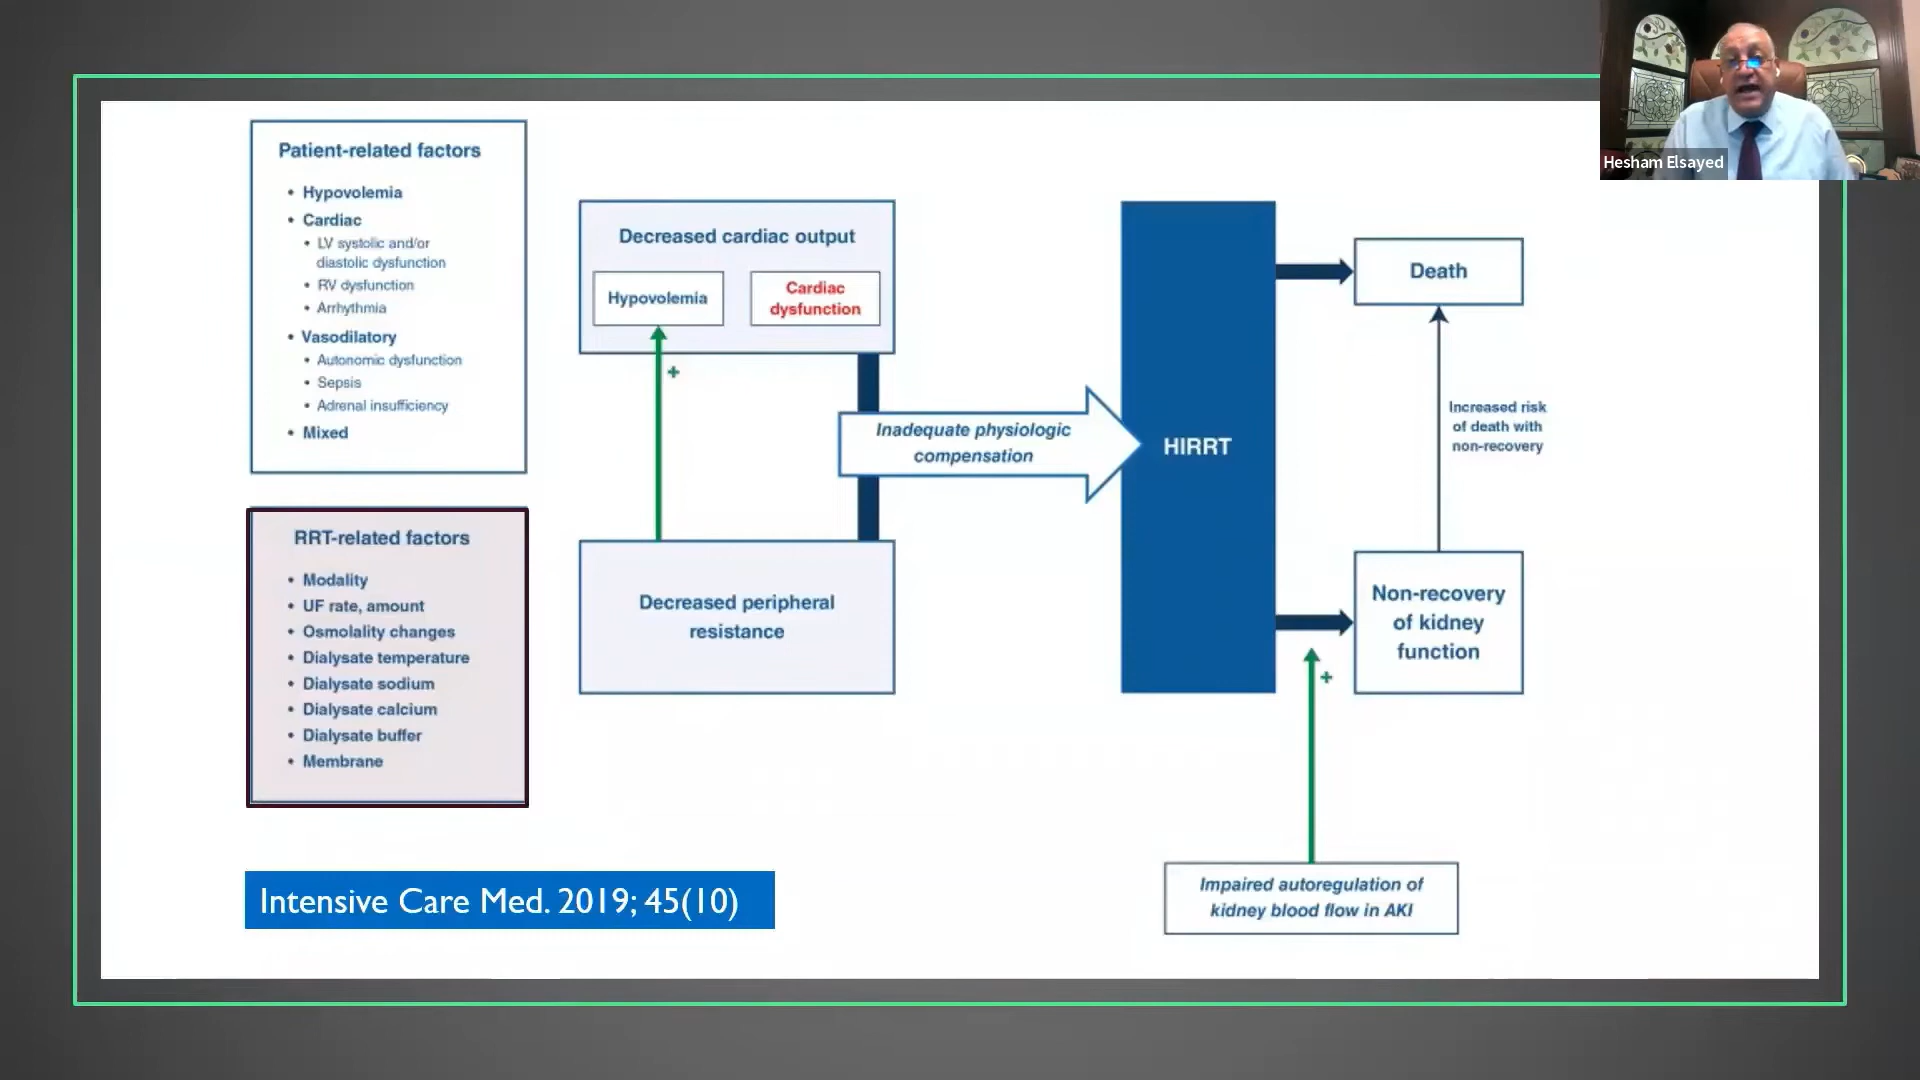 Hesham Elsayed
Patient-related factors
• Hypovolemia
• Cardiac
• LV systolic and/or
diastolic dysfunction
• RV dysfunction
• Arrhythmia
• Vasodilatory
• Autonomic dysfunction
• Sepsis
• Adrenal insufficiency
• Mixed
RRT-related factors
• Modality
• UF rate, amount
• Osmolality changes
• Dialysate temperature
• Dialysate sodium
• Dialysate calcium
• Dialysate buffer
• Membrane
Decreased cardiac output
Hypovolemia
Cardiac
dysfunction
+
Decreased peripheral
resistance
Inadequate physiologic
compensation
HIRRT
Death
Increased risk
of death with
non-recovery
Non-recovery
of kidney
function
+
Impaired autoregulation of
kidney blood flow in AKI
Intensive Care Med. 2019; 45(10)